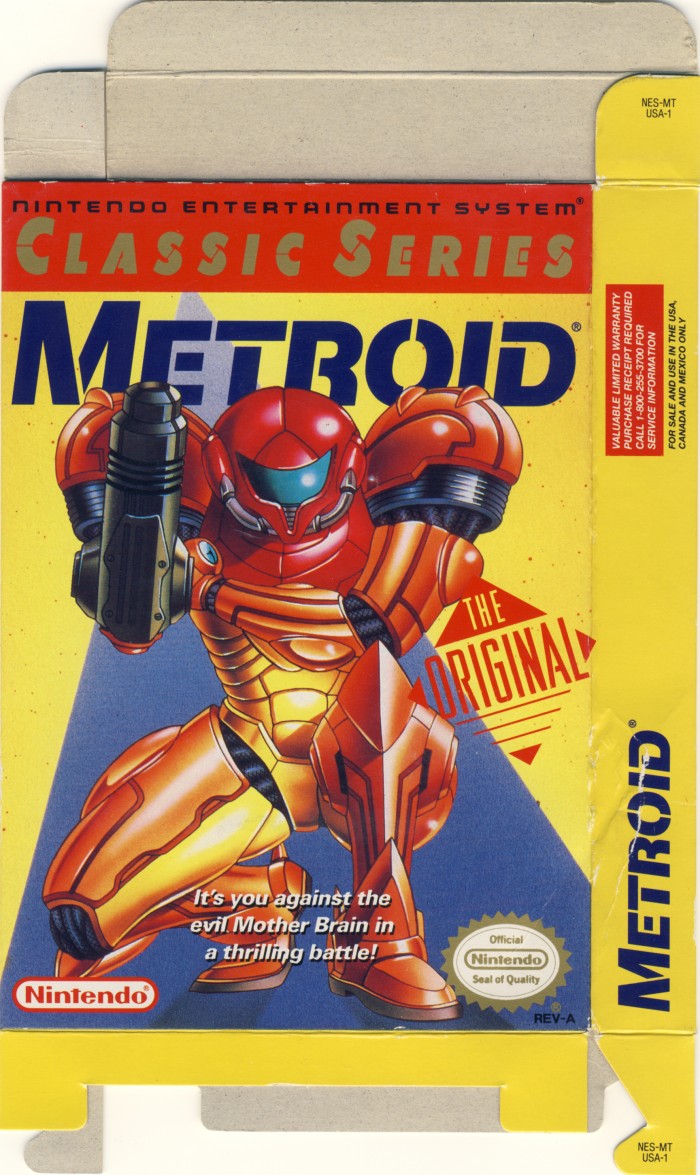 NES-MT
USA-1
NINTENDO ENTERTAINMENT SYSTEM®
CLASSIC SERIES
METROID®
VALUABLE LIMITED WARRANTY
PURCHASE RECEIPT REQUIRED
CALL 1-800-255-3700 FOR
SERVICE INFORMATION
FOR SALE AND USE IN THE USA,
CANADA AND MEXICO ONLY
THE
ORIGINAL
METROID®
It's you against the
evil Mother Brain in
a thrilling battle!
Official
Nintendo
Seal of Quality
Nintendo®
REV-A
NES-MT
USA-1